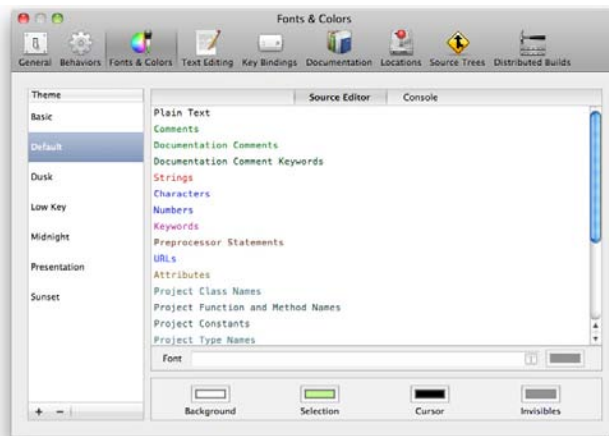 Fonts & Colors
General Behaviors Fonts & Colors Text Editing Key Bindings Documentation Locations Source Trees Distributed Builds
Theme
Basic
Default
Dusk
Low Key
Midnight
Presentation
Sunset
+ −
Source Editor Console
Plain Text
Comments
Documentation Comments
Documentation Comment Keywords
Strings
Characters
Numbers
Keywords
Preprocessor Statements
URLs
Attributes
Project Class Names
Project Function and Method Names
Project Constants
Project Type Names
Font
Background Selection Cursor Invisibles